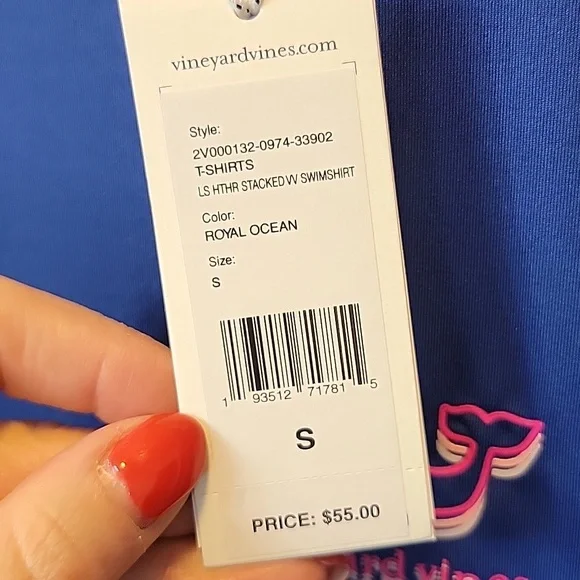 vineyardvines.com
Style:
2V000132-0974-33902
T-SHIRTS
LS HTHR STACKED VV SWIMSHIRT
Color:
ROYAL OCEAN
Size:
S
1 93512 71781 5
S
PRICE: $55.00